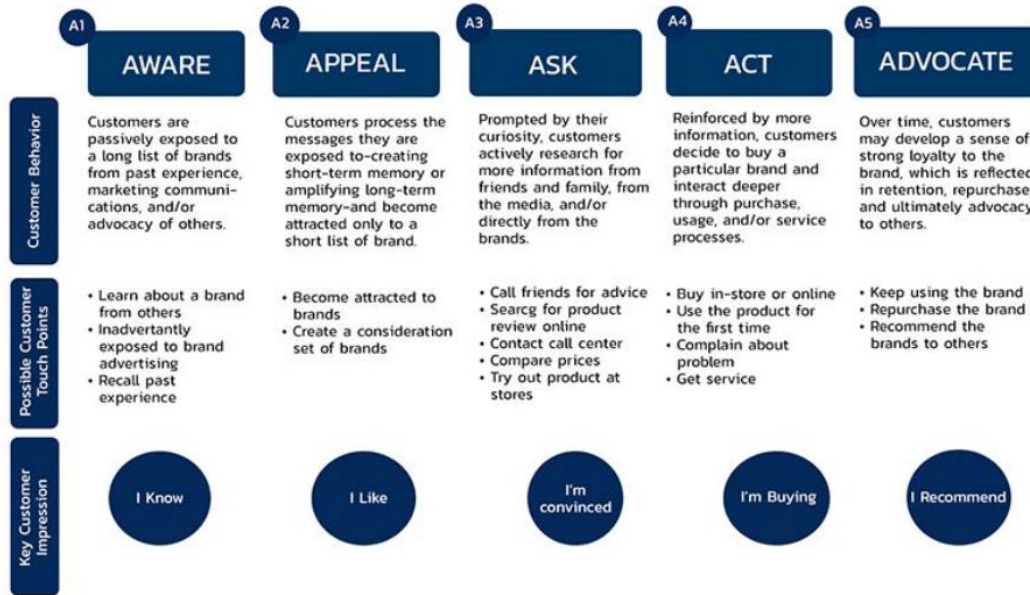 A1
AWARE
A2
APPEAL
A3
ASK
A4
ACT
A5
ADVOCATE
Customer Behavior
Customers are
passively exposed to
a long list of brands
from past experience,
marketing communi-
cations, and/or
advocacy of others.
Customers process the
messages they are
exposed to-creating
short-term memory or
amplifying long-term
memory-and become
attracted only to a
short list of brand.
Prompted by their
curiosity, customers
actively research for
more information from
friends and family, from
the media, and/or
directly from the
brands.
Reinforced by more
information, customers
decide to buy a
particular brand and
interact deeper
through purchase,
usage, and/or service
processes.
Over time, customers
may develop a sense of
strong loyalty to the
brand, which is reflected
in retention, repurchase
and ultimately advocacy
to others.
Possible Customer
Touch Points
• Learn about a brand
from others
• Inadvertantly
exposed to brand
advertising
• Recall past
experience
• Become attracted to
brands
• Create a consideration
set of brands
• Call friends for advice
• Searcg for product
review online
• Contact call center
• Compare prices
• Try out product at
stores
• Buy in-store or online
• Use the product for
the first time
• Complain about
problem
• Get service
• Keep using the brand
• Repurchase the brand
• Recommend the
brands to others
Key Customer
Impression
I Know
I Like
I'm
convinced
I'm Buying
I Recommend